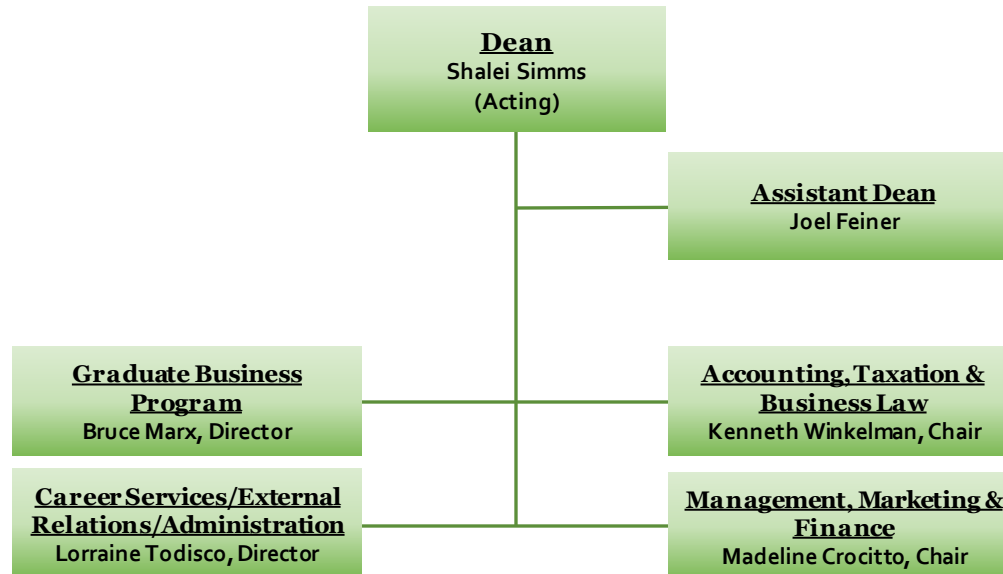 Dean
Shalei Simms
(Acting)
Assistant Dean
Joel Feiner
Graduate Business
Program
Bruce Marx, Director
Accounting, Taxation &
Business Law
Kenneth Winkelman, Chair
Career Services/External
Relations/Administration
Lorraine Todisco, Director
Management, Marketing &
Finance
Madeline Crocitto, Chair